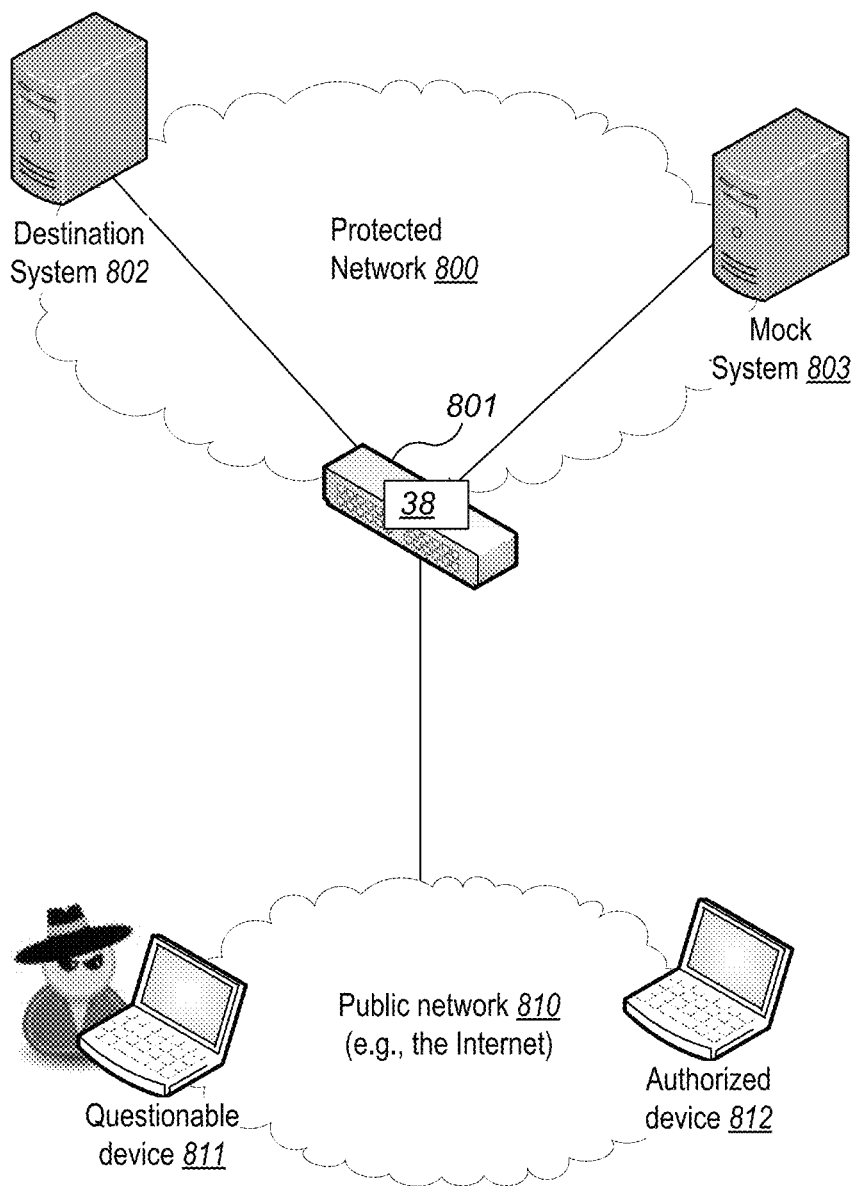 Destination
System 802
Protected
Network 800
Mock
System 803
801
38
Public network 810
(e.g., the Internet)
Questionable
device 811
Authorized
device 812